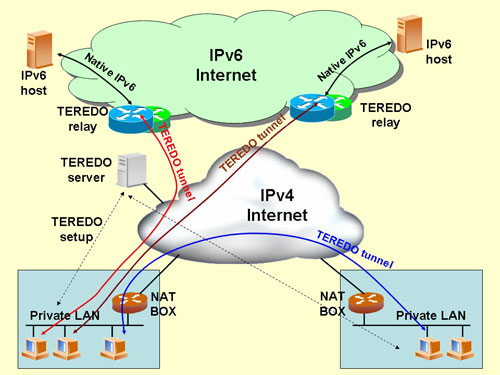 IPv6
Internet
IPv6
host
Native IPv6
Native IPv6
IPv6
host
TEREDO
relay
TEREDO
relay
TEREDO tunnel
TEREDO tunnel
TEREDO
server
IPv4
Internet
TEREDO
setup
TEREDO tunnel
NAT
BOX
NAT
BOX
Private LAN
Private LAN